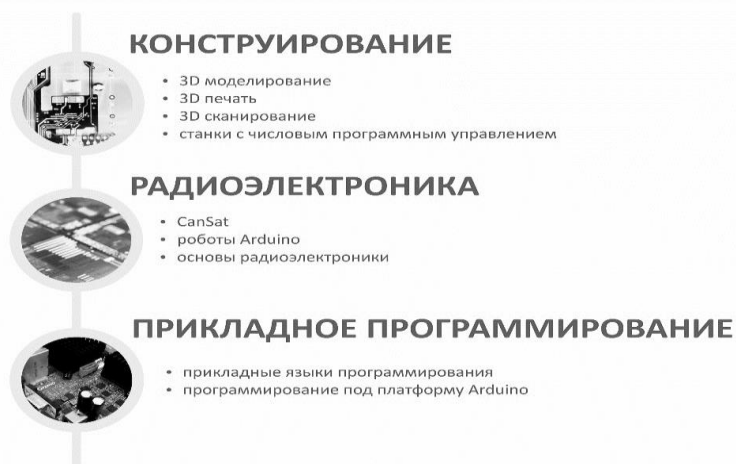 КОНСТРУИРОВАНИЕ
• 3D моделирование
• 3D печать
• 3D сканирование
• станки с числовым программным управлением
РАДИОЭЛЕКТРОНИКА
• CanSat
• роботы Arduino
• основы радиоэлектроники
ПРИКЛАДНОЕ ПРОГРАММИРОВАНИЕ
• прикладные языки программирования
• программирование под платформу Arduino